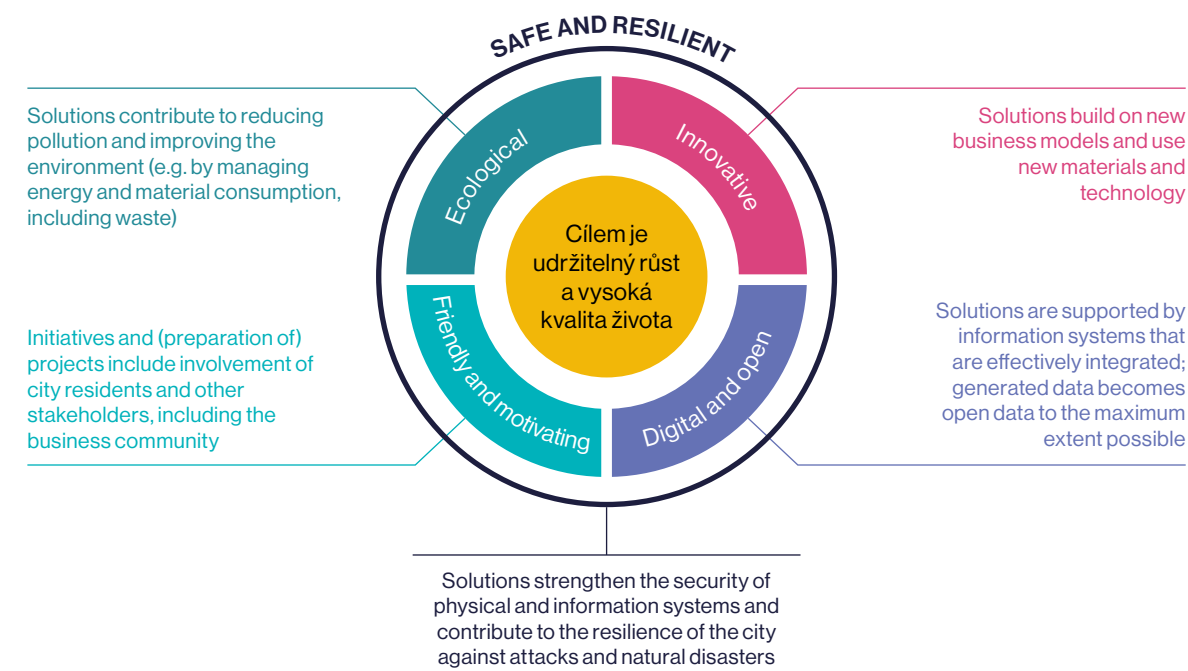 SAFE AND RESILIENT
Solutions contribute to reducing
pollution and improving the
environment (e.g. by managing
energy and material consumption,
including waste)
Ecological
Innovative
Solutions build on new
business models and use
new materials and
technology
Cílem je
udržitelný růst
a vysoká
kvalita života
Initiatives and (preparation of)
projects include involvement of
city residents and other
stakeholders, including the
business community
Friendly and motivating
Digital and open
Solutions are supported by
information systems that
are effectively integrated;
generated data becomes
open data to the maximum
extent possible
Solutions strengthen the security of
physical and information systems and
contribute to the resilience of the city
against attacks and natural disasters